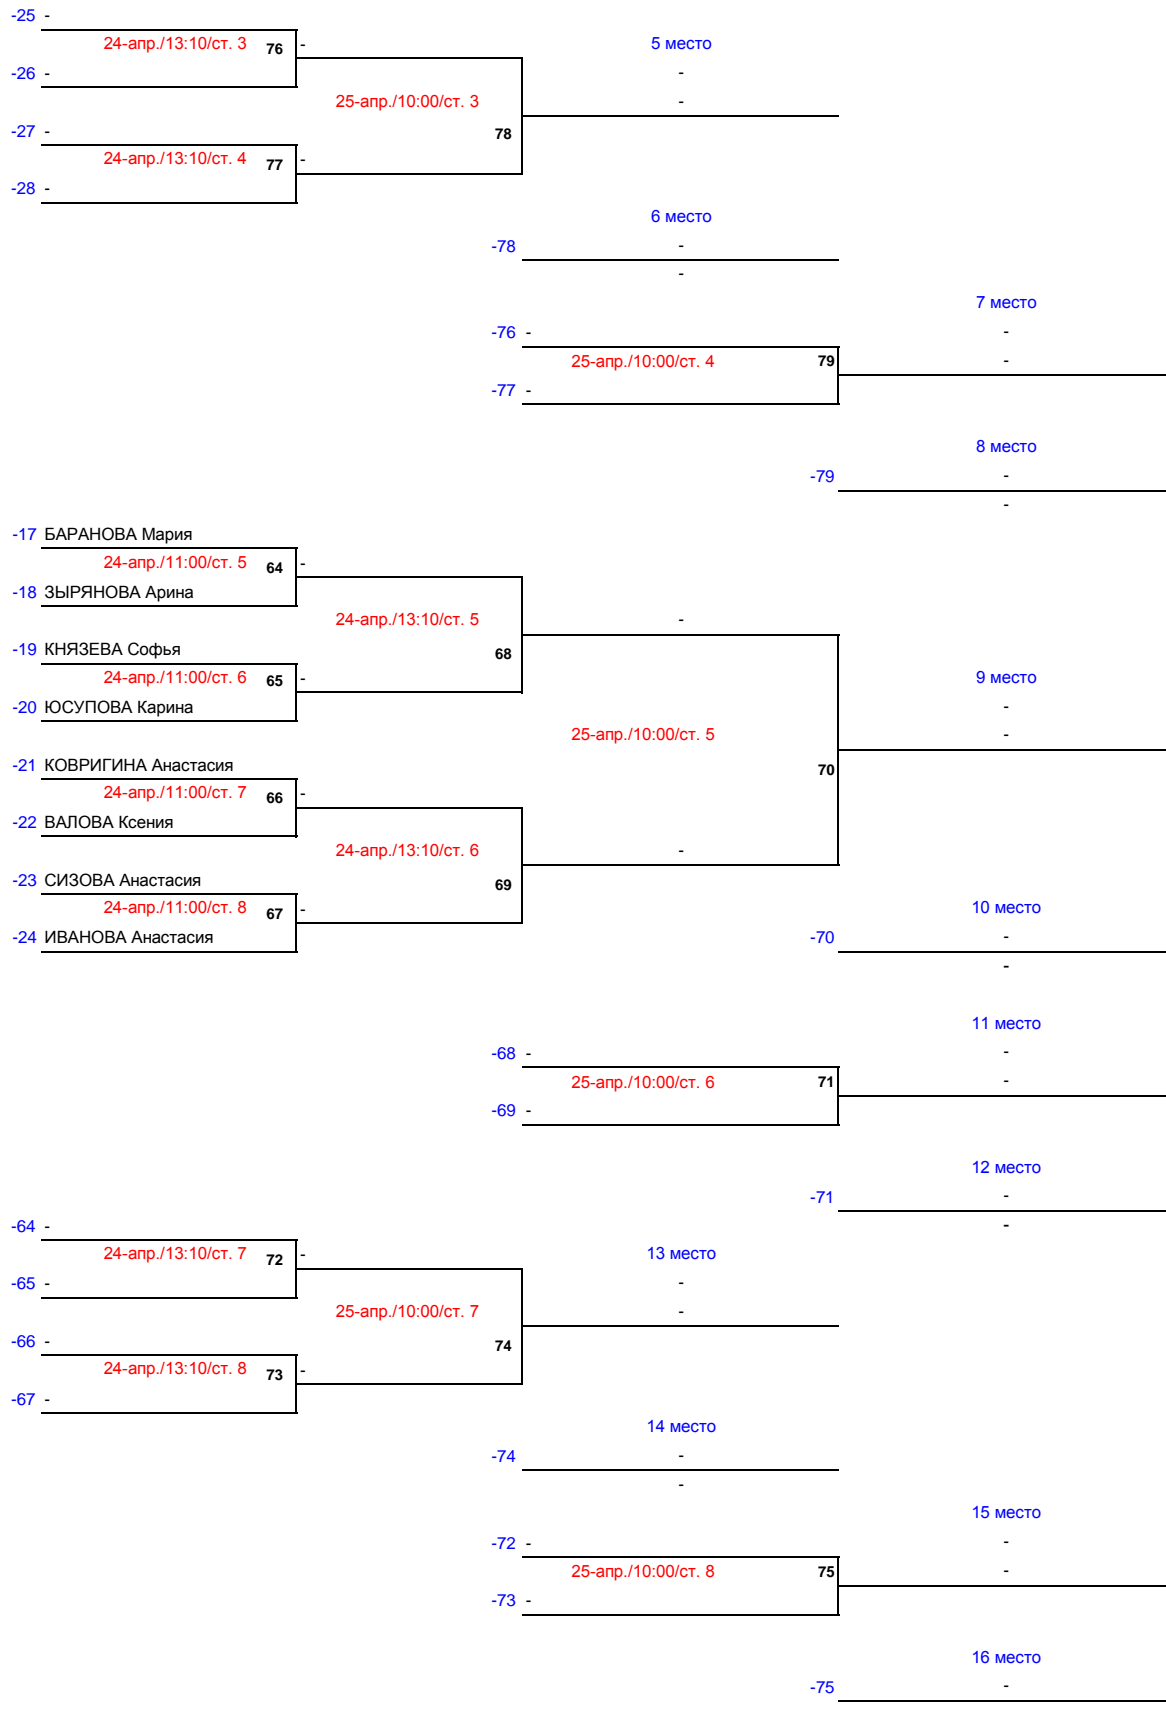 -25 -
24-апр./13:10/ст. 3 76 - 5 место
-26 - -
25-апр./10:00/ст. 3 -
-27 - 78
24-апр./13:10/ст. 4 77 -
-28 -
6 место
-78 -
-
7 место
-76 - -
25-апр./10:00/ст. 4 79 -
-77 -
8 место
-79 -
-
-17 БАРАНОВА Мария
24-апр./11:00/ст. 5 64 -
-18 ЗЫРЯНОВА Арина
24-апр./13:10/ст. 5 -
-19 КНЯЗЕВА Софья 68
24-апр./11:00/ст. 6 65 - 9 место
-20 ЮСУПОВА Карина -
25-апр./10:00/ст. 5 -
-21 КОВРИГИНА Анастасия 70
24-апр./11:00/ст. 7 66 -
-22 ВАЛОВА Ксения
24-апр./13:10/ст. 6 -
-23 СИЗОВА Анастасия 69
24-апр./11:00/ст. 8 67 - 10 место
-24 ИВАНОВА Анастасия -70 -
-
11 место
-68 - -
25-апр./10:00/ст. 6 71 -
-69 -
12 место
-71 -
-64 - -
24-апр./13:10/ст. 7 72 - 13 место
-65 - -
25-апр./10:00/ст. 7 -
-66 - 74
24-апр./13:10/ст. 8 73 -
-67 -
14 место
-74 -
-
15 место
-72 - -
25-апр./10:00/ст. 8 75 -
-73 -
16 место
-75 -